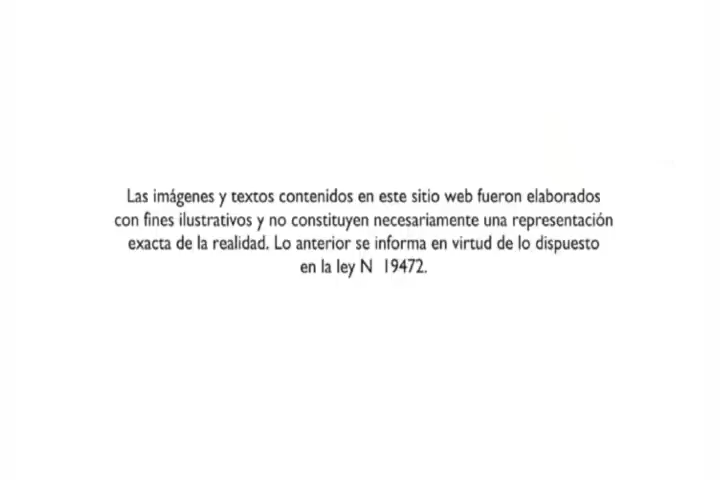 Las imágenes y textos contenidos en este sitio web fueron elaborados
con fines ilustrativos y no constituyen necesariamente una representación
exacta de la realidad. Lo anterior se informa en virtud de lo dispuesto
en la ley N 19472.